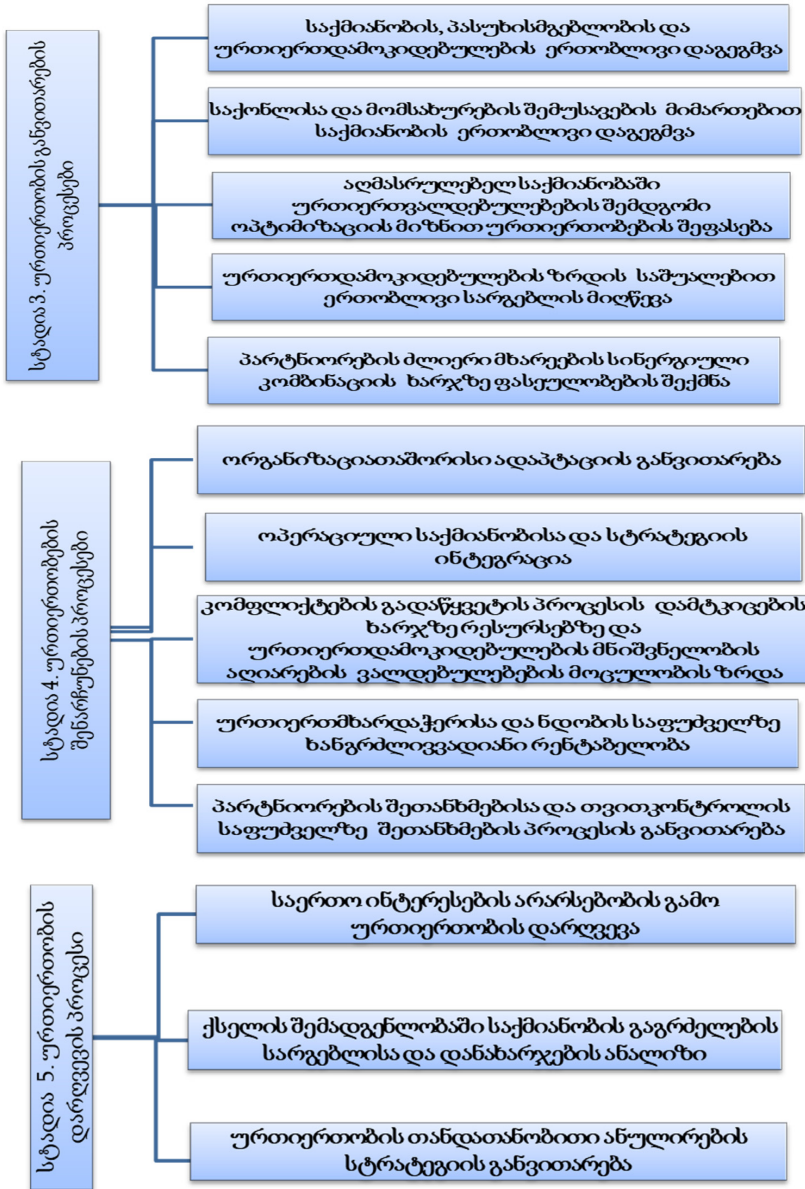 სტადია 3. ურთიერთობის განვითარების
პროცესები
საქმიანობის, პასუხისმგებლობის და
ურთიერთდამოკიდებულების ერთობლივი დაგეგმვა
საქონლისა და მომსახურების შემუსავების მიმართებით
საქმიანობის ერთობლივი დაგეგმვა
აღმასრულებელ საქმიანობაში
ურთიერთვალდებულებების შემდგომი
ოპტიმიზაციის მიზნით ურთიერთობების შეფასება
ურთიერთდამოკიდებულების ზრდის საშუალებით
ერთობლივი სარგებლის მიღწევა
პარტნიორების ძლიერი მხარეების სინერგიული
კომბინაციის ხარჯზე ფასეულობების შექმნა
სტადია 4. ურთიერთობების
შენარჩუნების პროცესები
ორგანიზაციათაშორისი ადაპტაციის განვითარება
ოპერაციული საქმიანობისა და სტრატეგიის
ინტეგრაცია
კომფლიქტების გადაწყვეტის პროცესის დამტკიცების
ხარჯზე რესურსებზე და
ურთიერთდამოკიდებულების მნიშვნელობის
აღიარების ვალდებულებების მოცულობის ზრდა
ურთიერთმხარდაჭერისა და ნდობის საფუძველზე
ხანგრძლივვადიანი რენტაბელობა
პარტნიორების შეთანხმებისა და თვითკონტროლის
საფუძველზე შეთანხმების პროცესის განვითარება
სტადია 5. ურთიერთობის
დარღვევის პროცესი
საერთო ინტერესების არარსებობის გამო
ურთიერთობის დარღვევა
ქსელის შემადგენლობაში საქმიანობის გაგრძელების
სარგებლისა და დანახარჯების ანალიზი
ურთიერთობის თანდათანობითი ანულირების
სტრატეგიის განვითარება